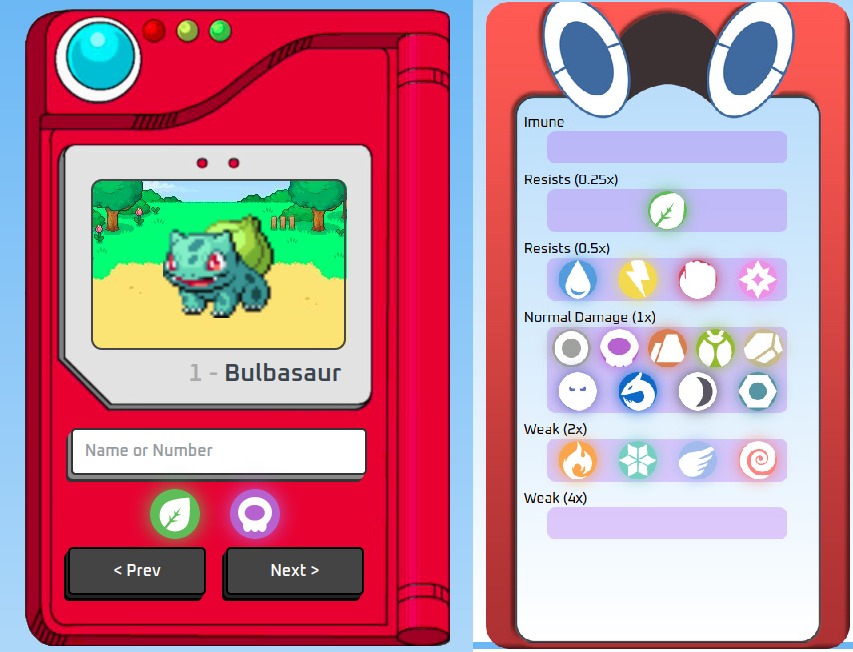 1 - Bulbasaur
Name or Number
< Prev
Next >
Imune
Resists (0.25x)
Resists (0.5x)
Normal Damage (1x)
Weak (2x)
Weak (4x)